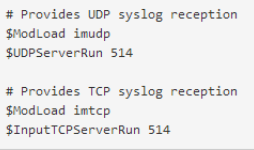 # Provides UDP syslog reception
$ModLoad imudp
$UDPServerRun 514

# Provides TCP syslog reception
$ModLoad imtcp
$InputTCPServerRun 514